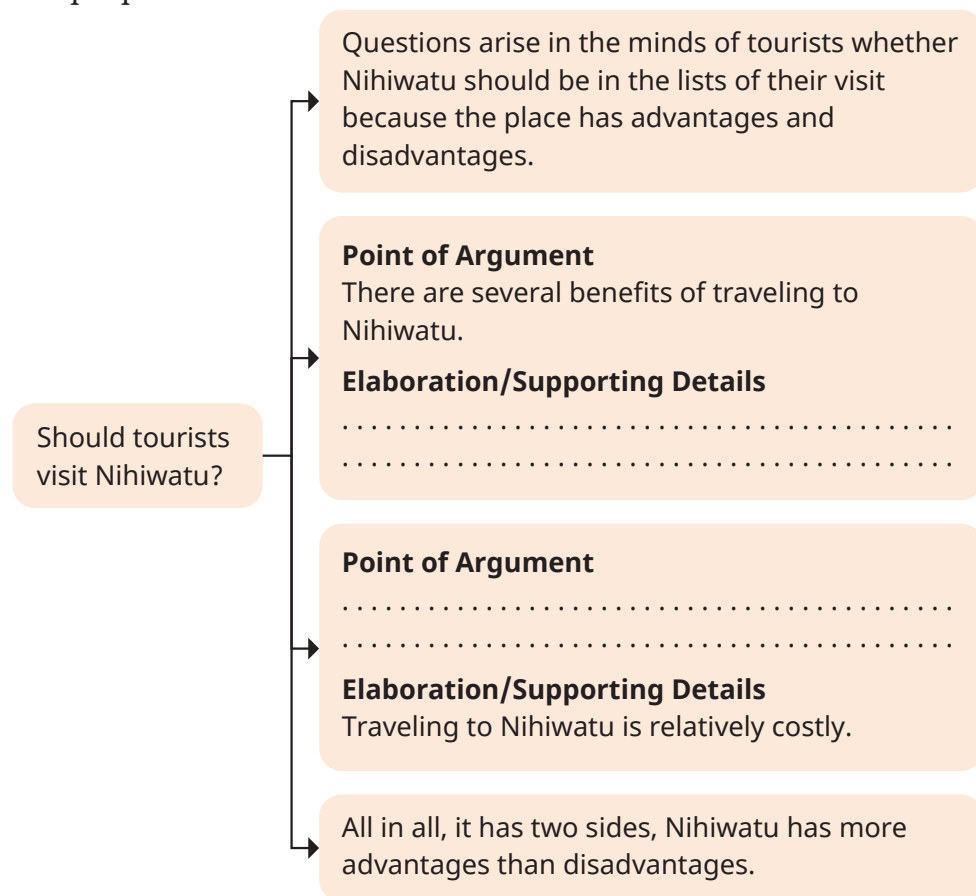 Questions arise in the minds of tourists whether
Nihiwatu should be in the lists of their visit
because the place has advantages and
disadvantages.
Point of Argument
There are several benefits of traveling to
Nihiwatu.
Elaboration/Supporting Details
. . . . . . . . . . . . . . . . . . . . . . . . . . . . . . . . . . . . . . . . . . .
. . . . . . . . . . . . . . . . . . . . . . . . . . . . . . . . . . . . . . . . . . .
Should tourists
visit Nihiwatu?
Point of Argument
. . . . . . . . . . . . . . . . . . . . . . . . . . . . . . . . . . . . . . . . . . .
. . . . . . . . . . . . . . . . . . . . . . . . . . . . . . . . . . . . . . . . . . .
Elaboration/Supporting Details
Traveling to Nihiwatu is relatively costly.
All in all, it has two sides, Nihiwatu has more
advantages than disadvantages.